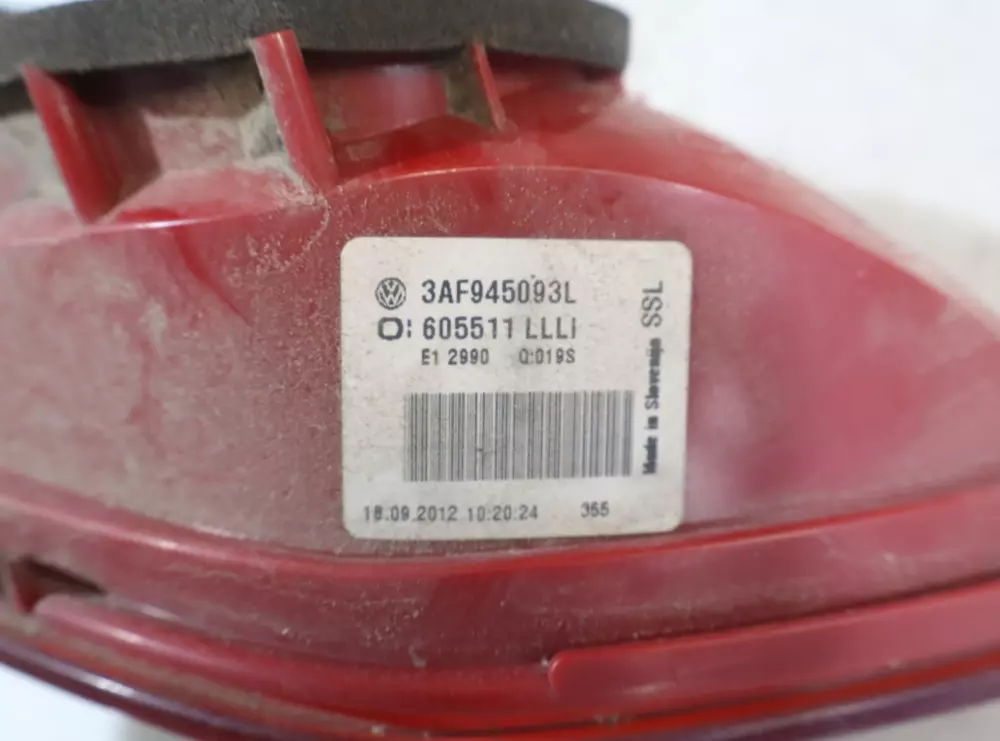 3AF945093L
O: 605511 LLLI
E1 2990 Q:019S
Made in Slovenija SSL
18.09.2012 10:20:24 355